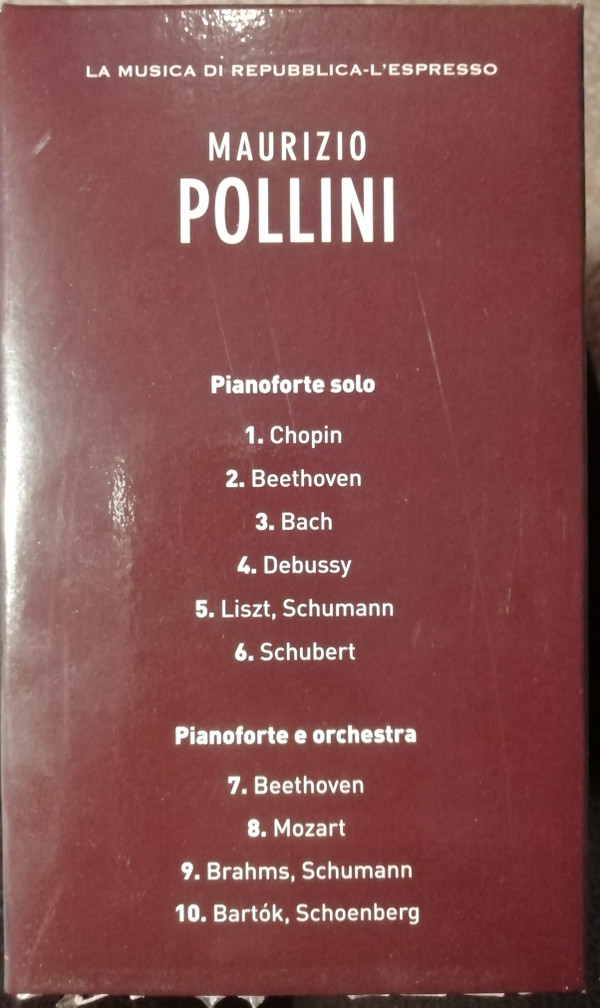 LA MUSICA DI REPUBBLICA-L'ESPRESSO
MAURIZIO
POLLINI
Pianoforte solo
1. Chopin
2. Beethoven
3. Bach
4. Debussy
5. Liszt, Schumann
6. Schubert
Pianoforte e orchestra
7. Beethoven
8. Mozart
9. Brahms, Schumann
10. Bartók, Schoenberg